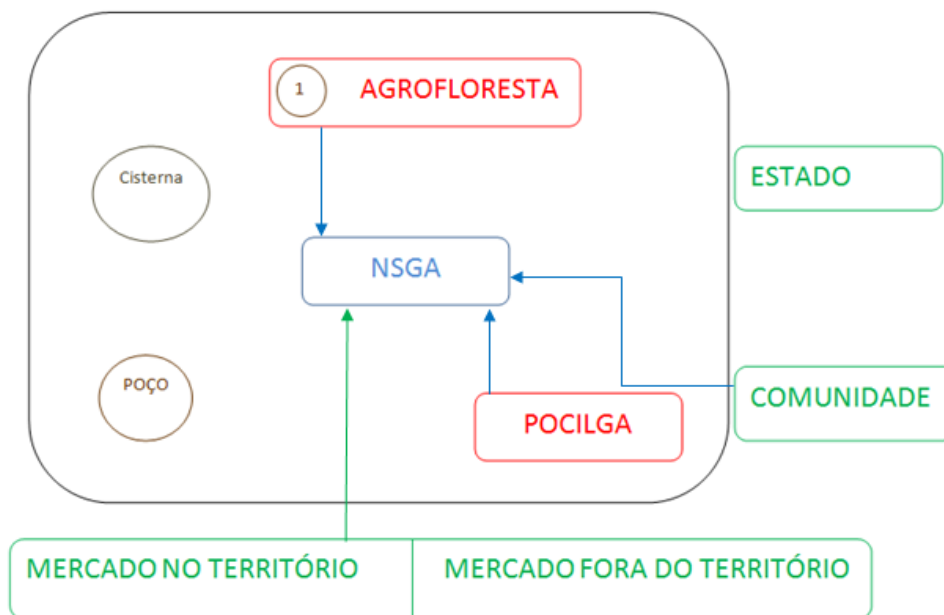 1 AGROFLORESTA
Cisterna
ESTADO
NSGA
POÇO
COMUNIDADE
POCILGA
MERCADO NO TERRITÓRIO
MERCADO FORA DO TERRITÓRIO